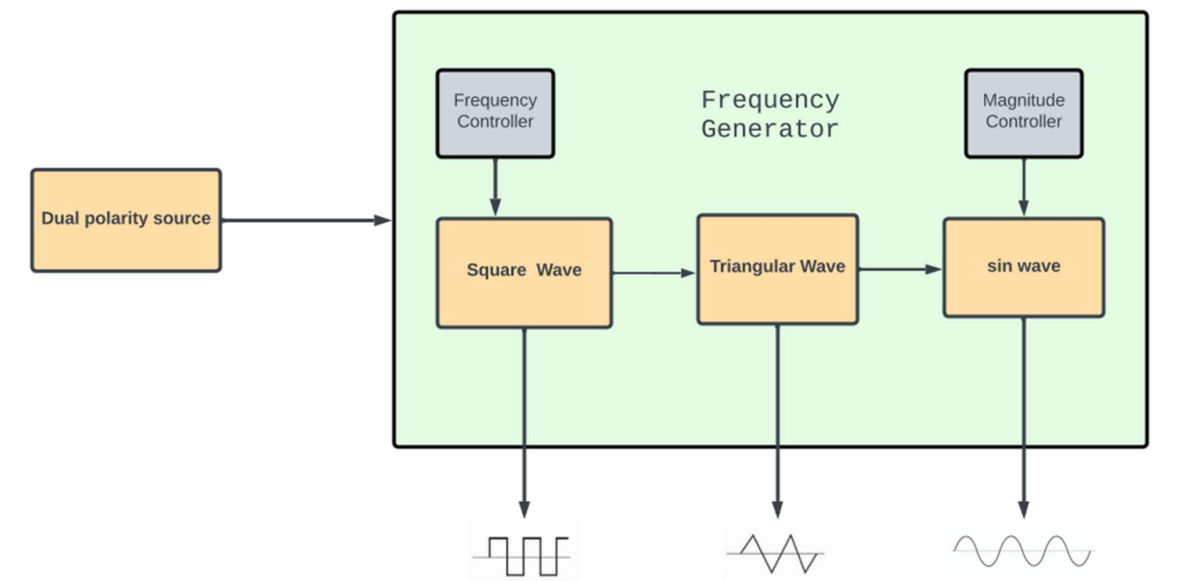 Frequency
Controller
Frequency
Generator
Magnitude
Controller
Dual polarity source
Square Wave
Triangular Wave
sin wave